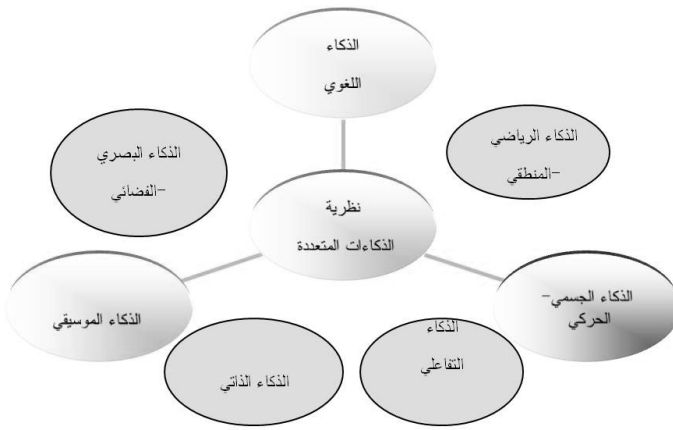 الذكاء
اللغوي
الذكاء الرياضي
-المنطقي
الذكاء البصري
-الفضائي
نظرية
الذكاءات المتعددة
الذكاء الجسمي-
الحركي
الذكاء الموسيقي
الذكاء
التفاعلي
الذكاء الذاتي